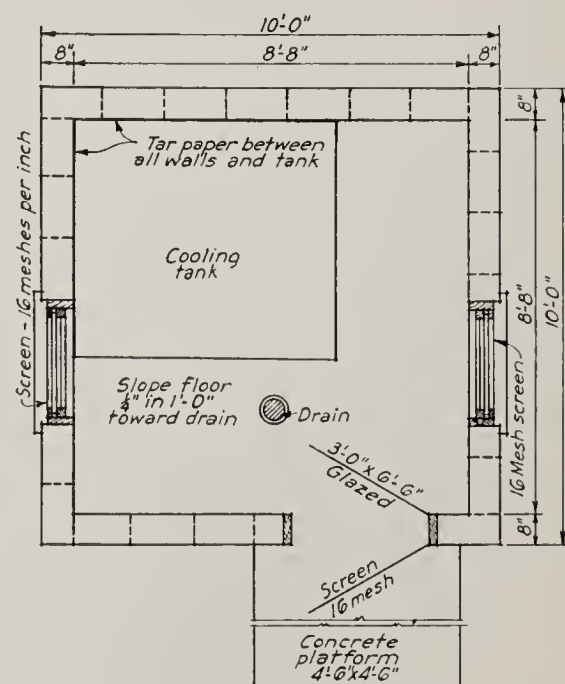 10'-0"
8"
8'-8"
8"
8"
Tar paper between
all walls and tank
Screen - 16 meshes per inch
Cooling
tank
8'-8"
10'-0"
Slope floor
¼" in 1'-0"
toward drain
Drain
3'-0" x 6'-6"
Glazed
16 Mesh screen
8"
Screen
16 mesh
Concrete
platform
4'-6"x4'-6"